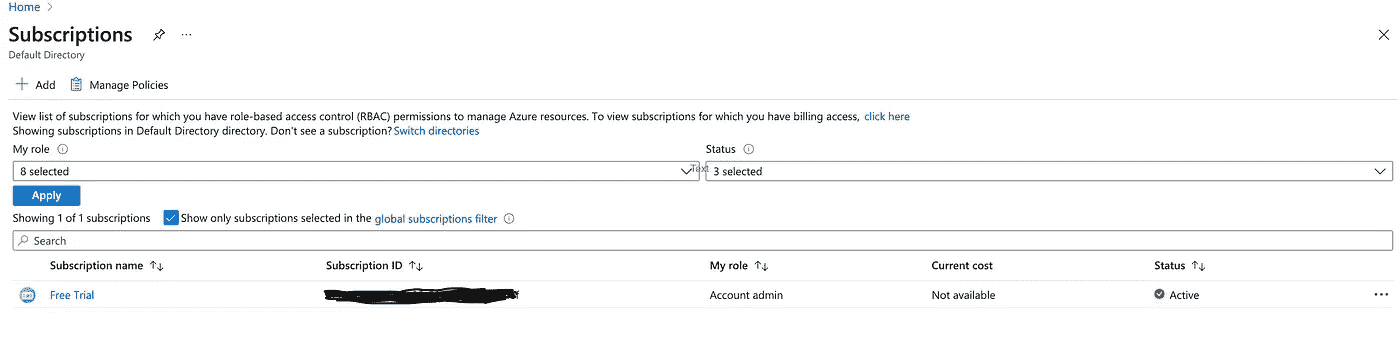 Home
Subscriptions
Default Directory
Add Manage Policies
View list of subscriptions for which you have role-based access control (RBAC) permissions to manage Azure resources. To view subscriptions for which you have billing access, click here
Showing subscriptions in Default Directory directory. Don't see a subscription? Switch directories
My role Status
8 selected Text 3 selected
Apply
Showing 1 of 1 subscriptions Show only subscriptions selected in the global subscriptions filter
Search
Subscription name Subscription ID My role Current cost Status
Free Trial Account admin Not available Active